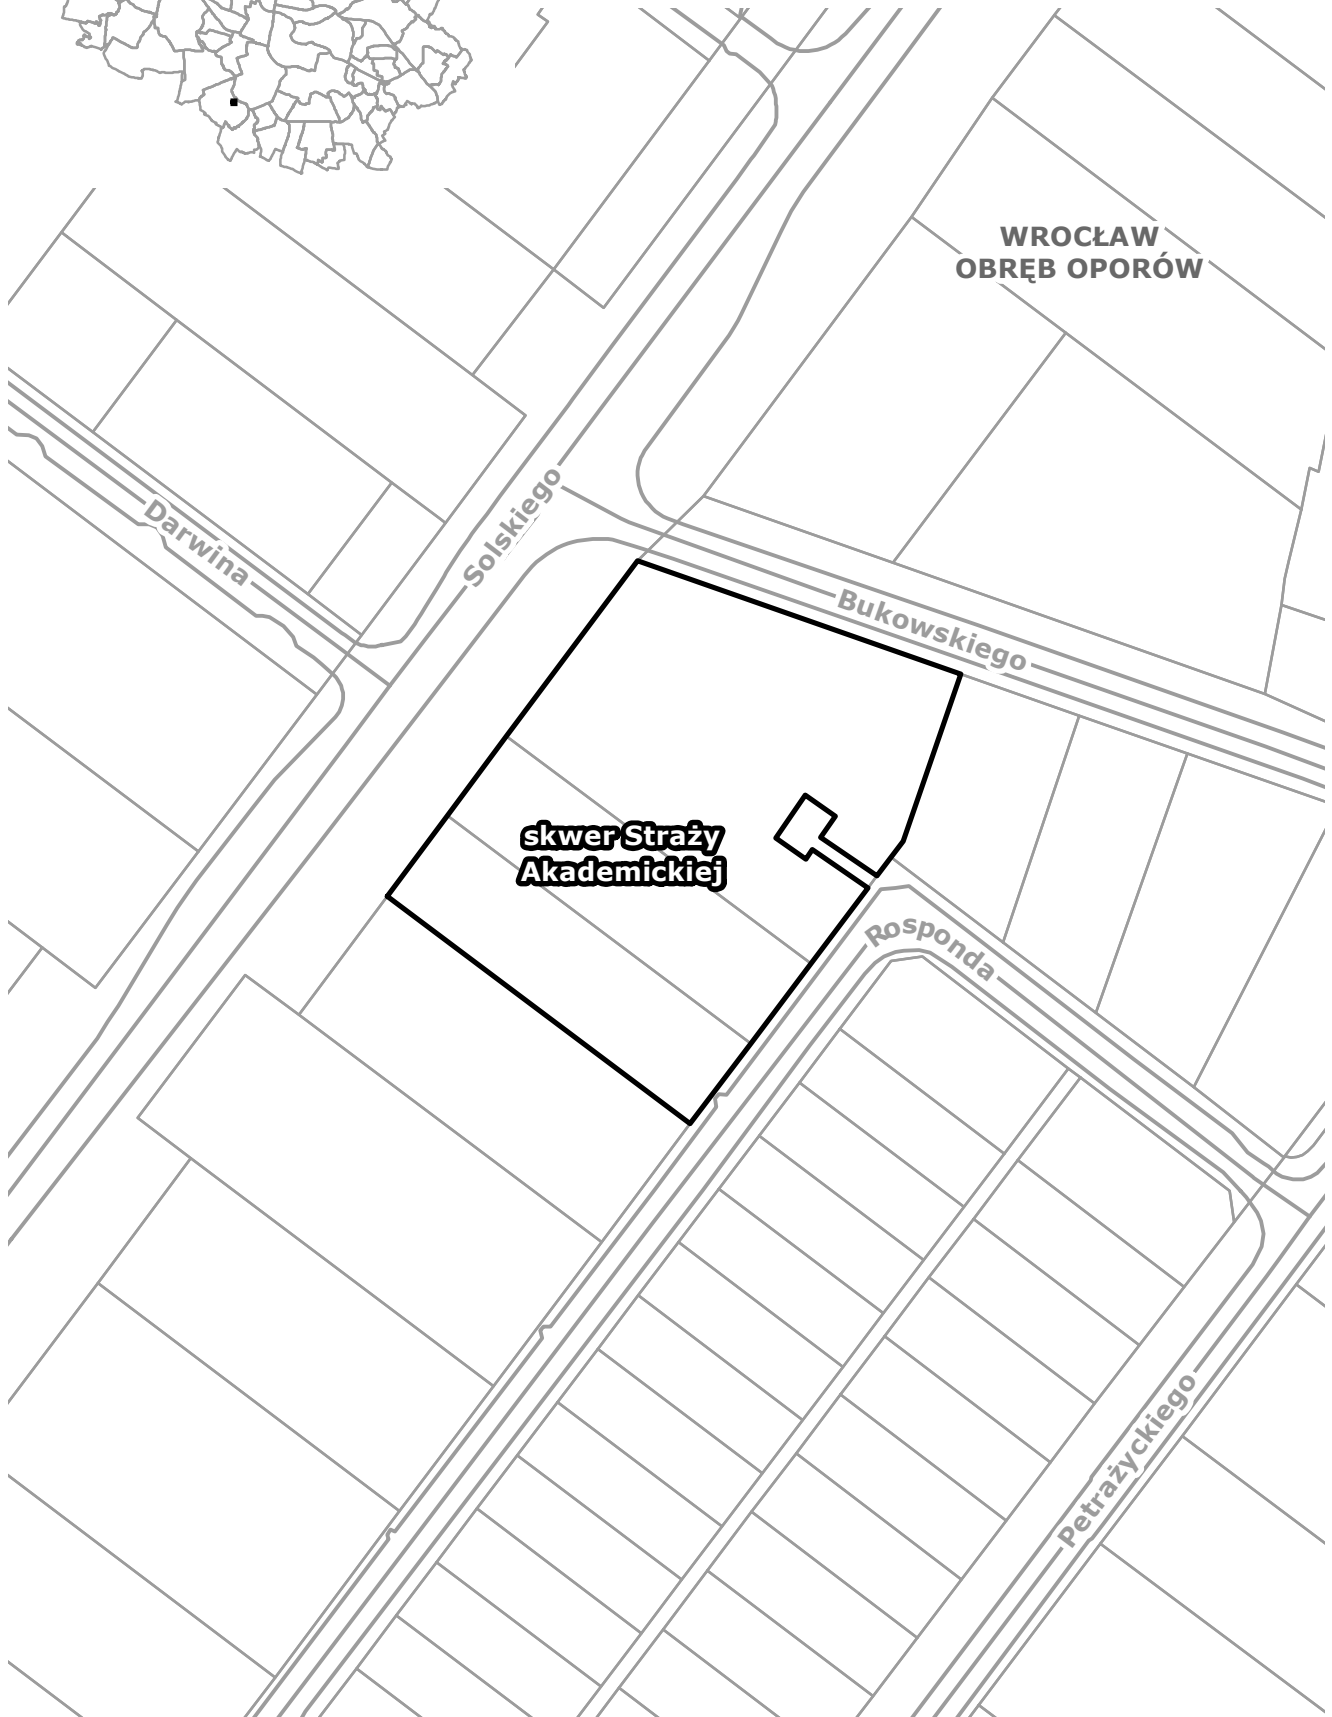 WROCŁAW
OBRĘB OPORÓW
Solskiego
Darwina
Bukowskiego
skwer Straży
Akademickiej
Rosponda
Petrażyckiego